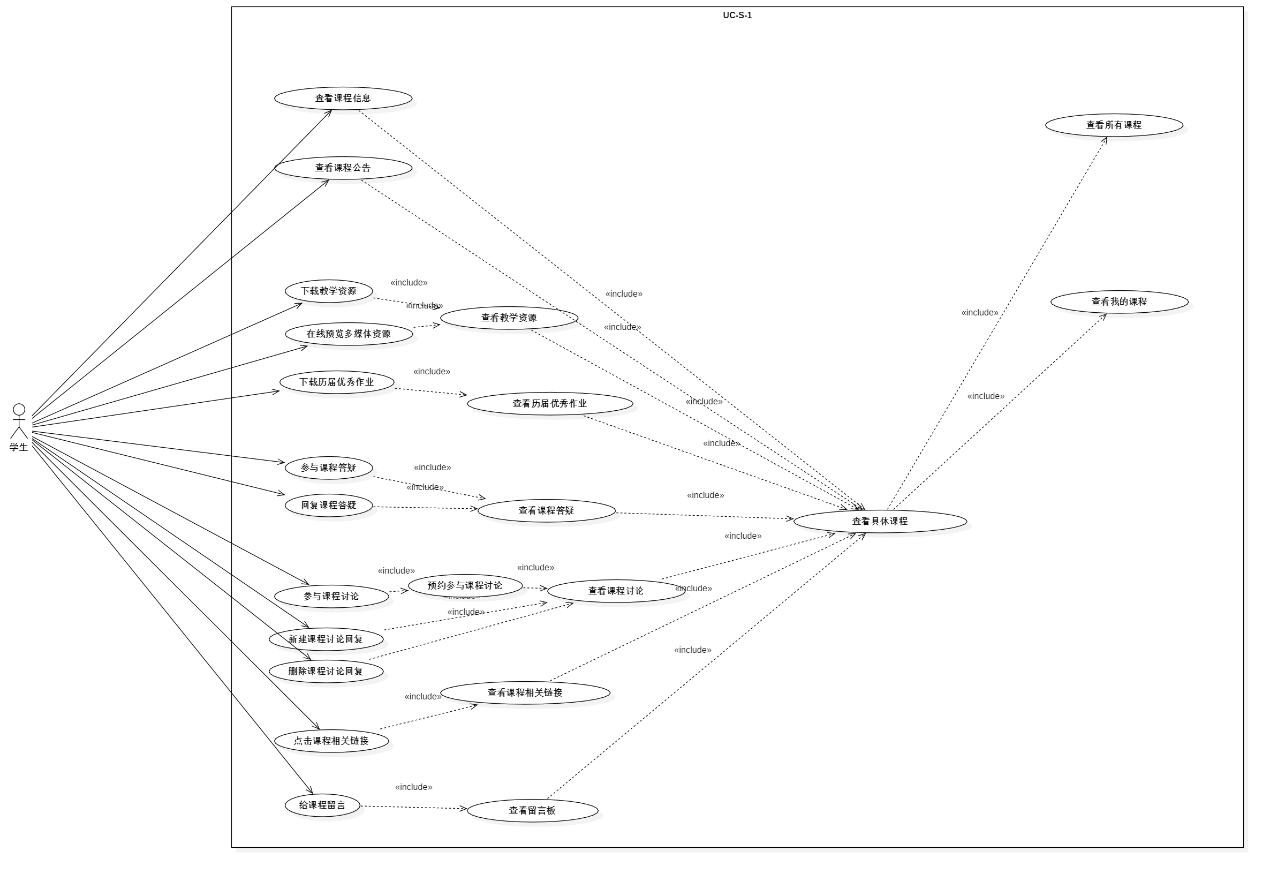 UC-S-1
查看课程信息
查看所有课程
查看课程公告
«include»
下载教学资源
«include»
查看我的课程
«include»
«include»
查看教学资源
«include»
«include»
在线预览多媒体资源
«include»
下载历届优秀作业
«include»
«include»
查看历届优秀作业
学生
«include»
参与课程答疑
«include»
«include»
«include»
回复课程答疑
查看课程答疑
查看具体课程
«include»
«include»
«include»
预约参与课程讨论
«include»
查看课程讨论
参与课程讨论
«include»
«include»
新建课程讨论回复
«include»
删除课程讨论回复
查看课程相关链接
«include»
点击课程相关链接
«include»
给课程留言
查看留言板